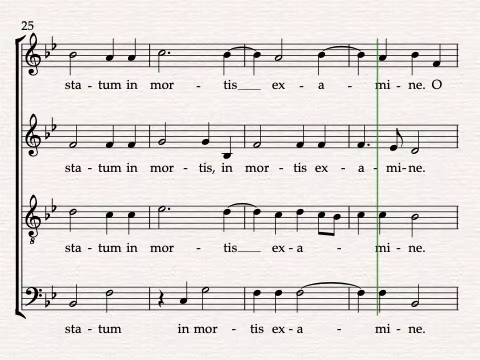 25
sta - tum in mor - tis ex - a - mi - ne. O
sta - tum in mor - tis, in mor - tis ex - a - mi - ne.
sta - tum in mor - tis ex - a - mi - ne.
sta - tum in mor - tis ex - a - mi - ne.